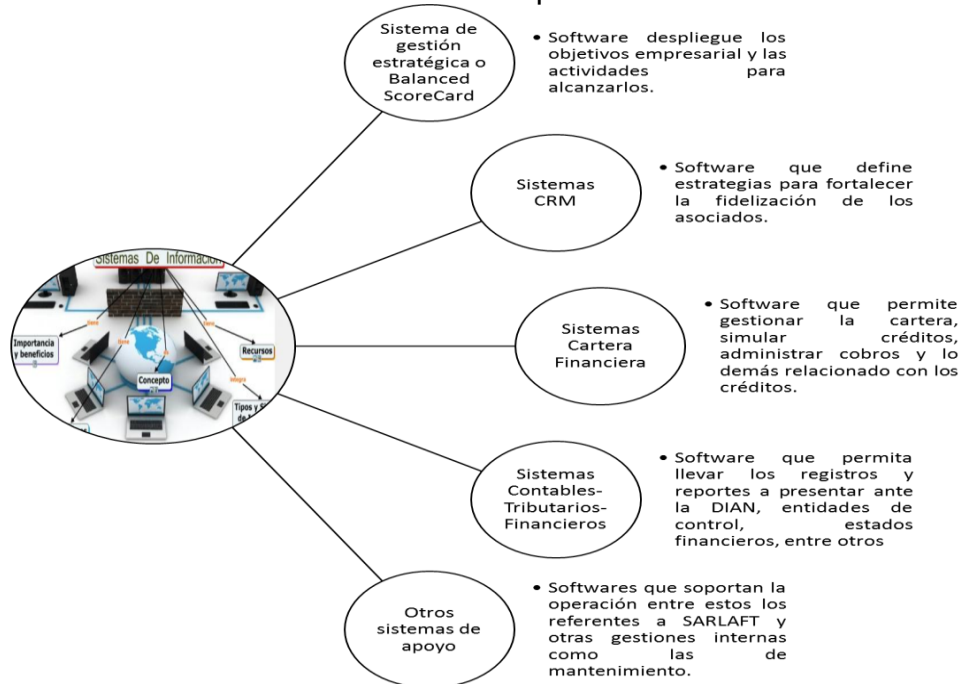 Sistema de
gestión
estratégica o
Balanced
ScoreCard
• Software despliegue los
objetivos empresarial y las
actividades para
alcanzarlos.
Sistemas
CRM
• Software que define
estrategias para fortalecer
la fidelización de los
asociados.
Sistemas De Informacion
tiene
tiene
tiene
Importancia
y beneficios
Recursos
Concepto
integra
Tipos y
Sistemas
Cartera
Financiera
• Software que permite
gestionar la cartera,
simular créditos,
administrar cobros y lo
demás relacionado con los
créditos.
Sistemas
Contables-
Tributarios-
Financieros
• Software que permita
llevar los registros y
reportes a presentar ante
la DIAN, entidades de
control, estados
financieros, entre otros
Otros
sistemas de
apoyo
• Softwares que soportan la
operación entre estos los
referentes a SARLAFT y
otras gestiones internas
como las de
mantenimiento.